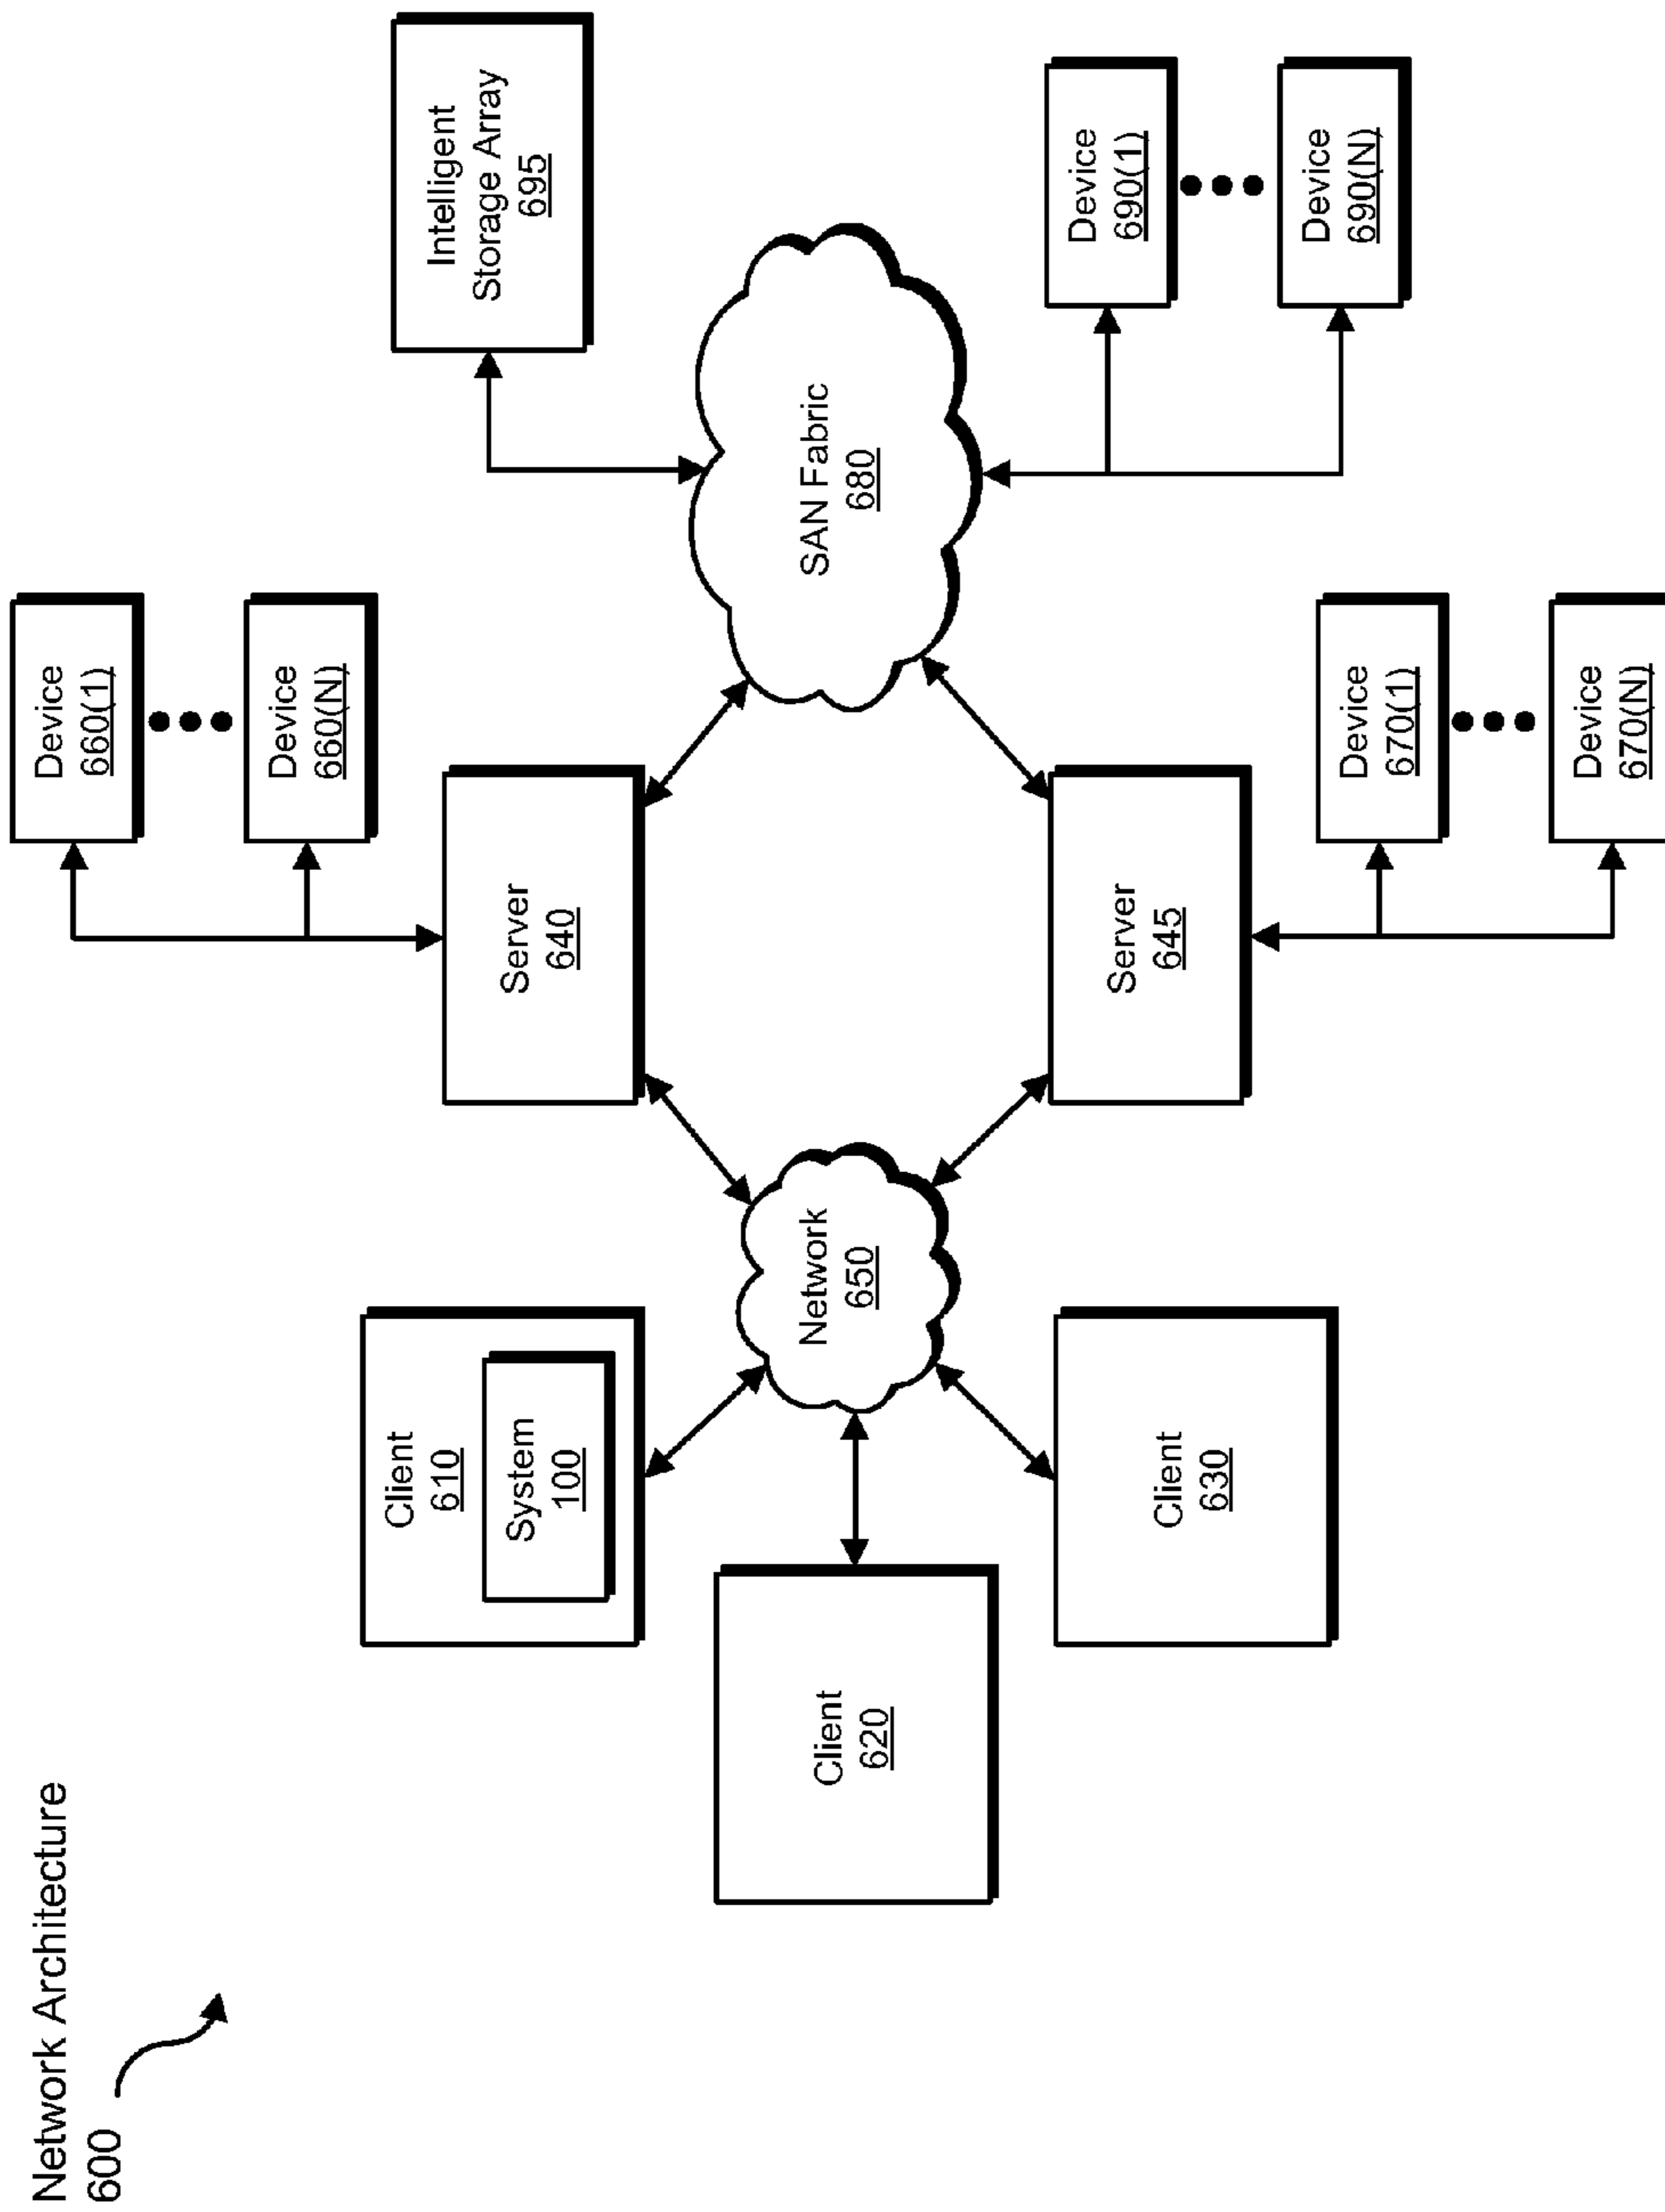 Network Architecture
600
Client
610
System
100
Client
620
Client
630
Network
650
Server
640
Server
645
Device
660(1)
Device
660(N)
Device
670(1)
Device
670(N)
SAN Fabric
680
Intelligent
Storage Array
695
Device
690(1)
Device
690(N)